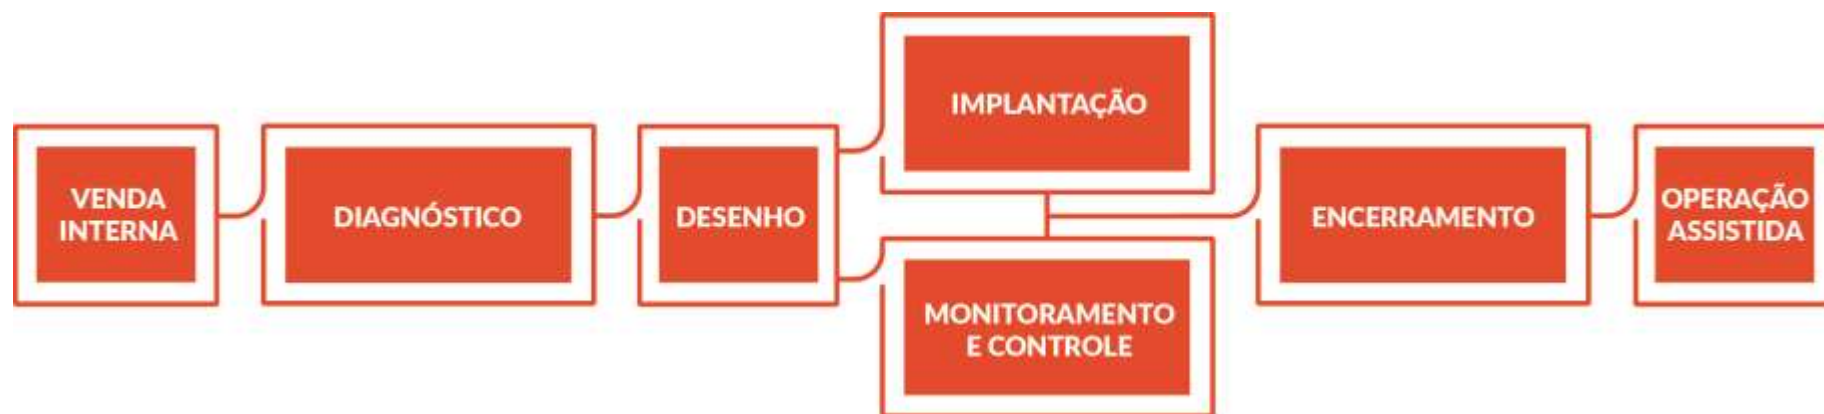 VENDA
INTERNA
DIAGNÓSTICO
DESENHO
IMPLANTAÇÃO
MONITORAMENTO
E CONTROLE
ENCERRAMENTO
OPERAÇÃO
ASSISTIDA